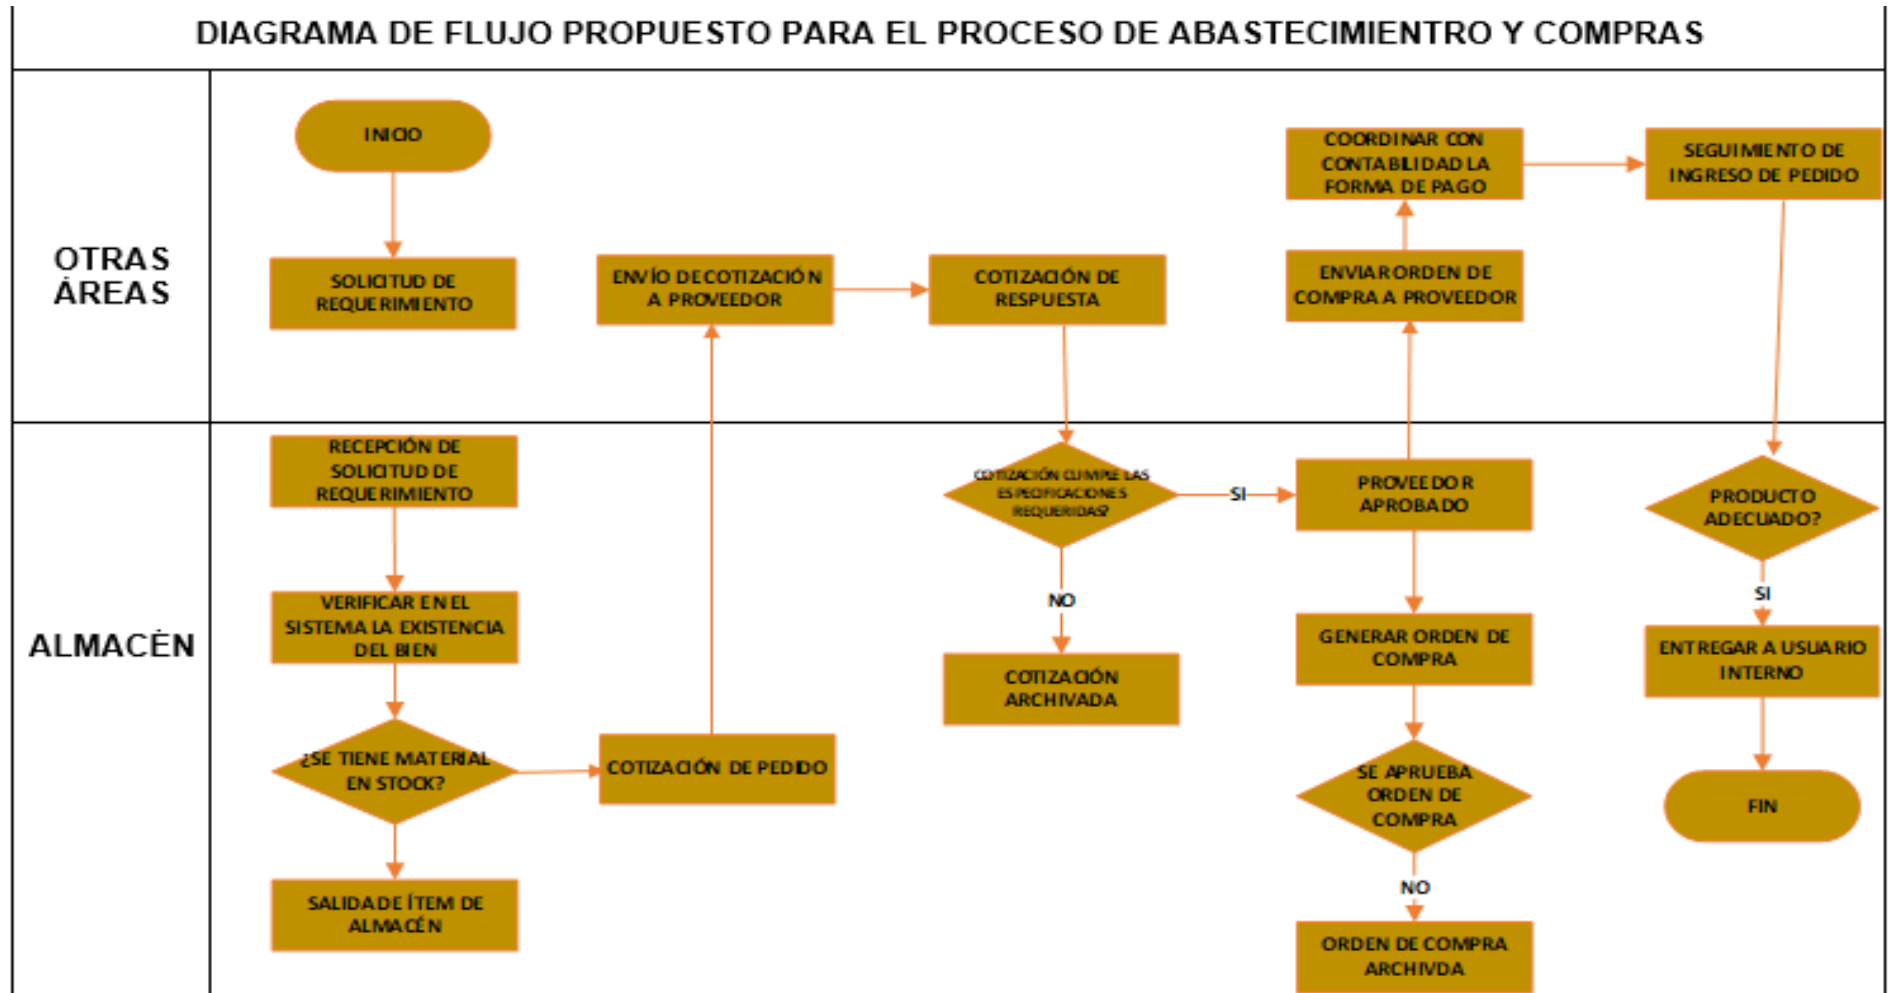 DIAGRAMA DE FLUJO PROPUESTO PARA EL PROCESO DE ABASTECIMIENTRO Y COMPRAS
OTRAS
ÁREAS
INICIO
SOLICITUD DE
REQUERIMIENTO
ENVÍO DE COTIZACIÓN
A PROVEEDOR
COTIZACIÓN DE
RESPUESTA
COORDINAR CON
CONTABILIDAD LA
FORMA DE PAGO
ENVIAR ORDEN DE
COMPRA A PROVEEDOR
SEGUIMIENTO DE
INGRESO DE PEDIDO
ALMACÉN
RECEPCIÓN DE
SOLICITUD DE
REQUERIMIENTO
VERIFICAR EN EL
SISTEMA LA EXISTENCIA
DEL BIEN
¿SE TIENE MATERIAL
EN STOCK?
SALIDA DE ÍTEM DE
ALMACÉN
COTIZACIÓN DE PEDIDO
COTIZACIÓN CUMPLE LAS
ESPECIFICACIONES
REQUERIDAS?
SI
NO
COTIZACIÓN
ARCHIVADA
PROVEEDOR
APROBADO
GENERAR ORDEN DE
COMPRA
SE APRUEBA
ORDEN DE
COMPRA
NO
ORDEN DE COMPRA
ARCHIVDA
PRODUCTO
ADECUADO?
SI
ENTREGAR A USUARIO
INTERNO
FIN